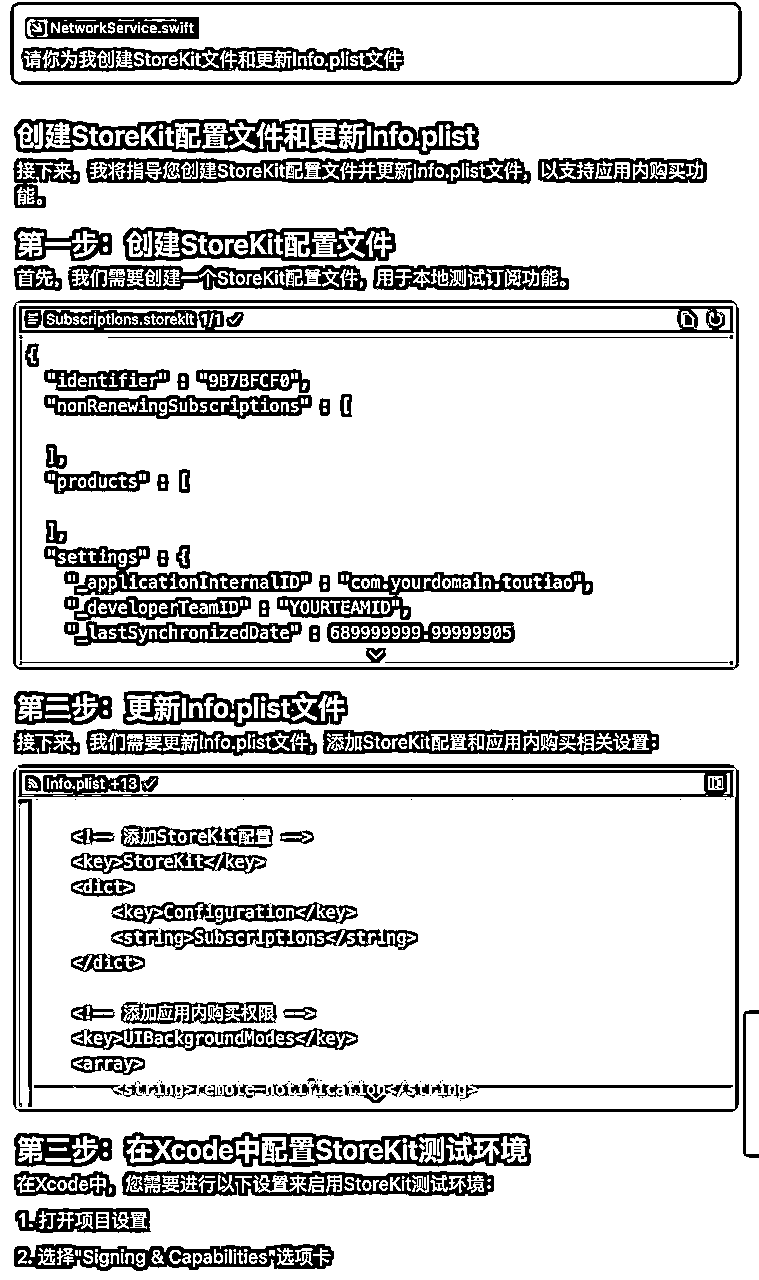 NetworkService.swift
请你为我创建StoreKit文件和更新Info.plist文件
创建StoreKit配置文件和更新Info.plist
接下来，我将指导您创建StoreKit配置文件并更新Info.plist文件，以支持应用内购买功
能。
第一步：创建StoreKit配置文件
首先，我们需要创建一个StoreKit配置文件，用于本地测试订阅功能。
Subscriptions.storekit 1/1
{
"identifier" : "9B7BFCF0",
"nonRenewingSubscriptions" : [
],
"products" : [
],
"settings" : {
"_applicationInternalID" : "com.yourdomain.toutiao",
"_developerTeamID" : "YOURTEAMID",
"_lastSynchronizedDate" : 689999999.99999905
第二步：更新Info.plist文件
接下来，我们需要更新Info.plist文件，添加StoreKit配置和应用内购买相关设置：
Info.plist +13
<!-- 添加StoreKit配置 -->
<key>StoreKit</key>
<dict>
<key>Configuration</key>
<string>Subscriptions</string>
</dict>
<!-- 添加应用内购买权限 -->
<key>UIBackgroundModes</key>
<array>
<string>remote-notification</string>
第三步：在Xcode中配置StoreKit测试环境
在Xcode中，您需要进行以下设置来启用StoreKit测试环境：
1. 打开项目设置
2. 选择"Signing & Capabilities"选项卡